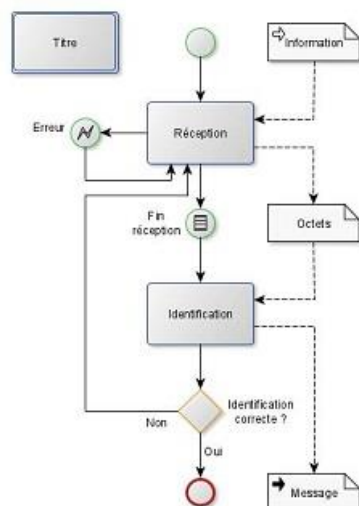 Titre
Information
Erreur
Réception
Fin
réception
Octets
Identification
Identification
correcte ?
Non
Oui
Message